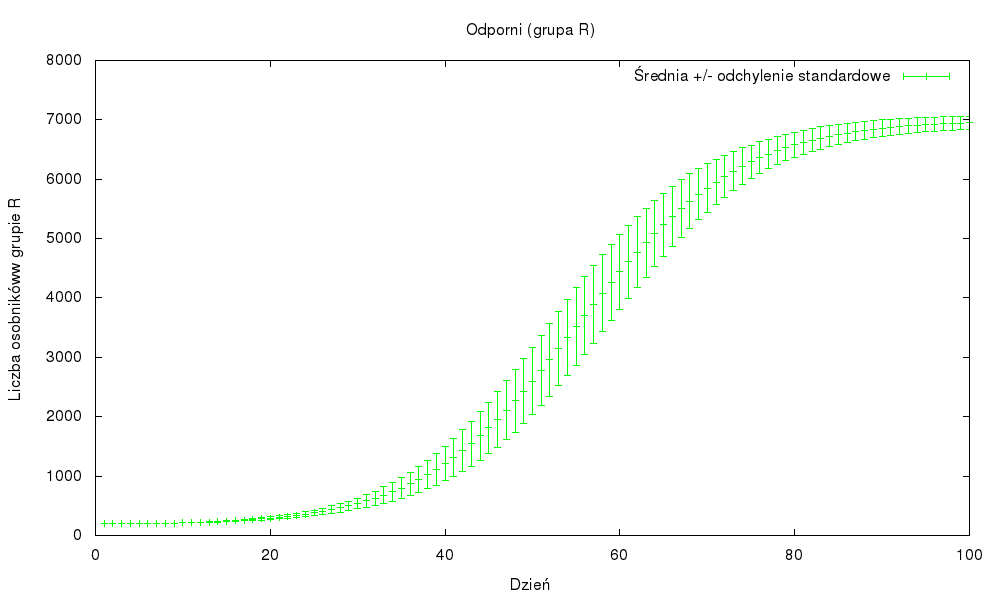 Odporni (grupa R)
8000
7000
6000
5000
4000
3000
2000
1000
0
Średnia +/- odchylenie standardowe
Liczba osobnikóww grupie R
0 20 40 60 80 100
Dzień